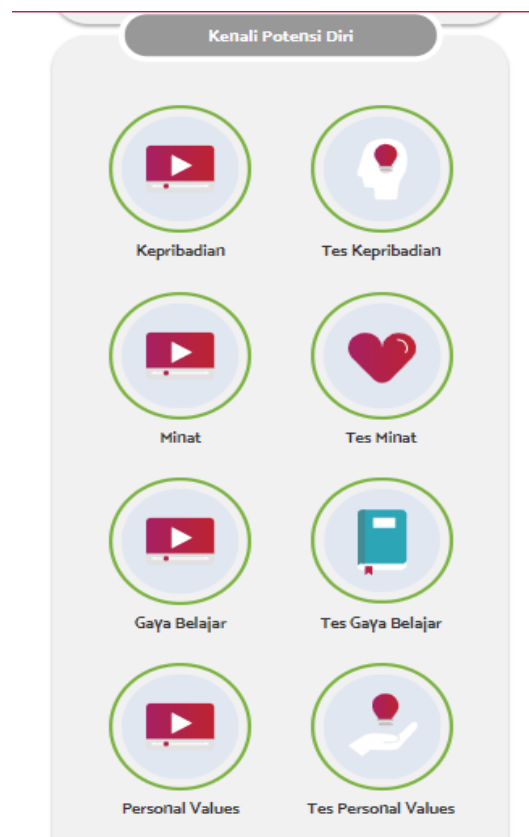 Kenali Potensi Diri
Kepribadian
Tes Kepribadian
Minat
Tes Minat
Gaya Belajar
Tes Gaya Belajar
Personal Values
Tes Personal Values